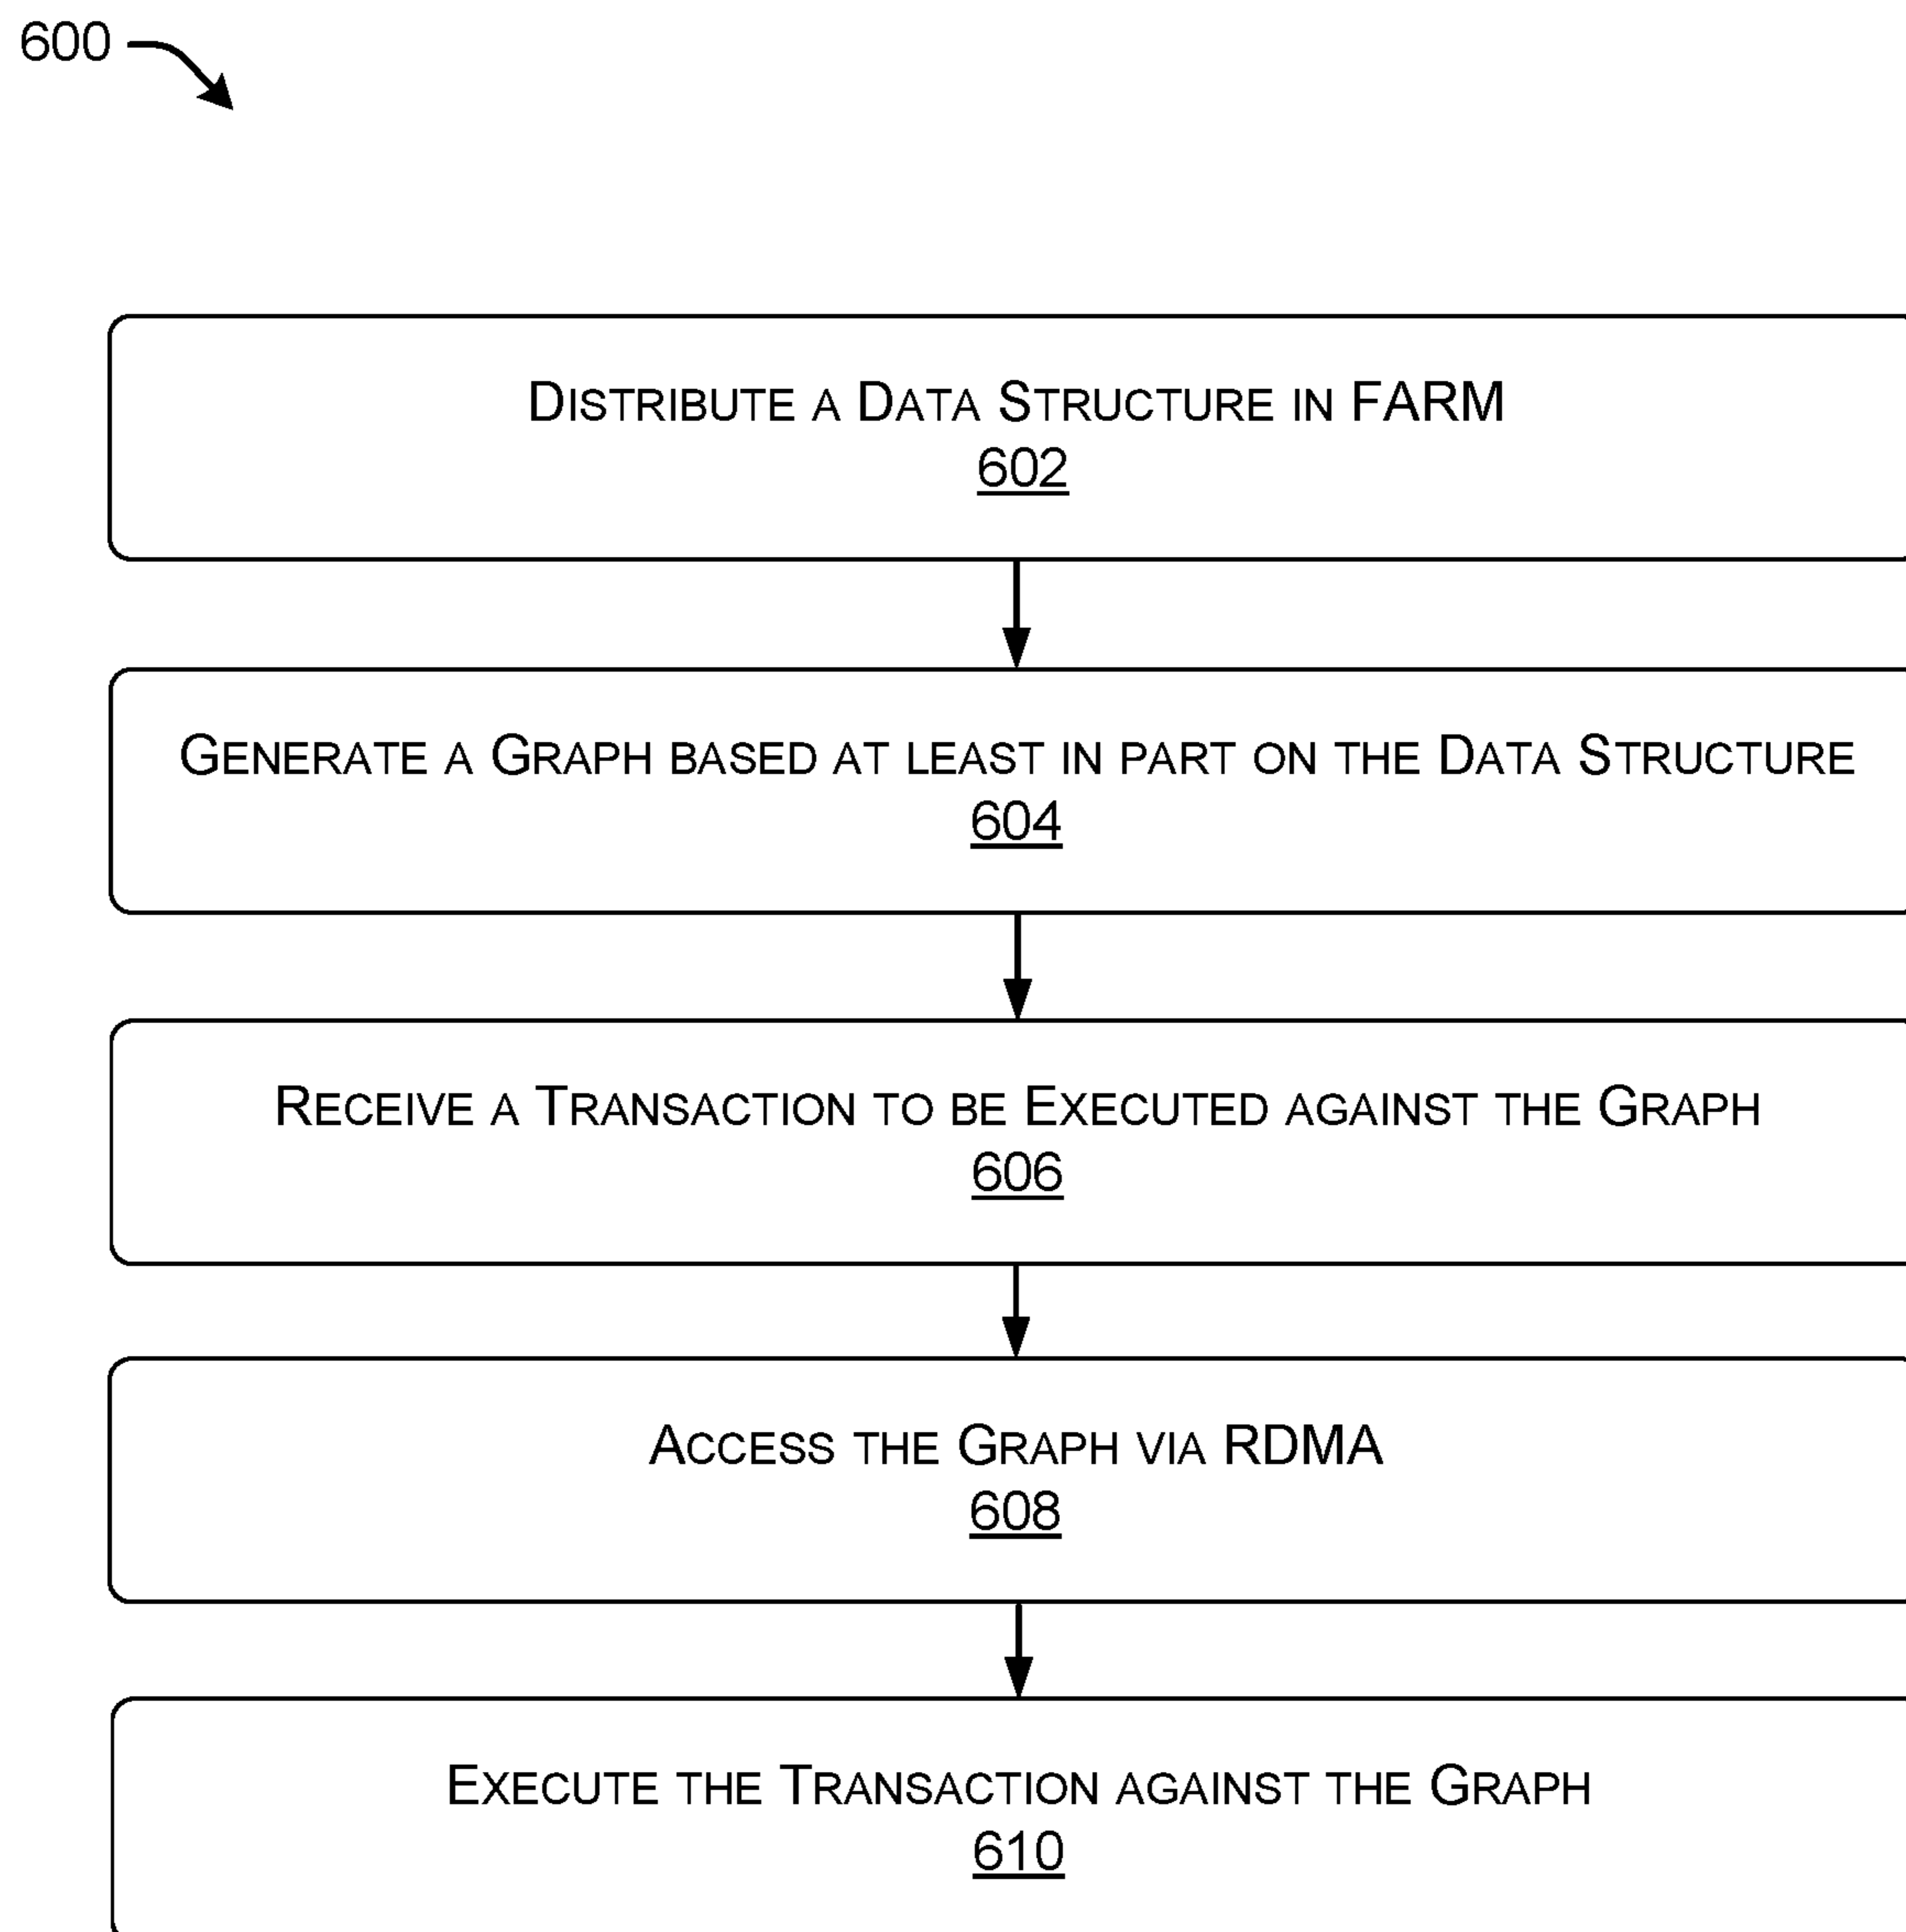 600
Distribute a Data Structure in FARM
602
Generate a Graph based at least in part on the Data Structure
604
Receive a Transaction to be Executed against the Graph
606
Access the Graph via RDMA
608
Execute the Transaction against the Graph
610